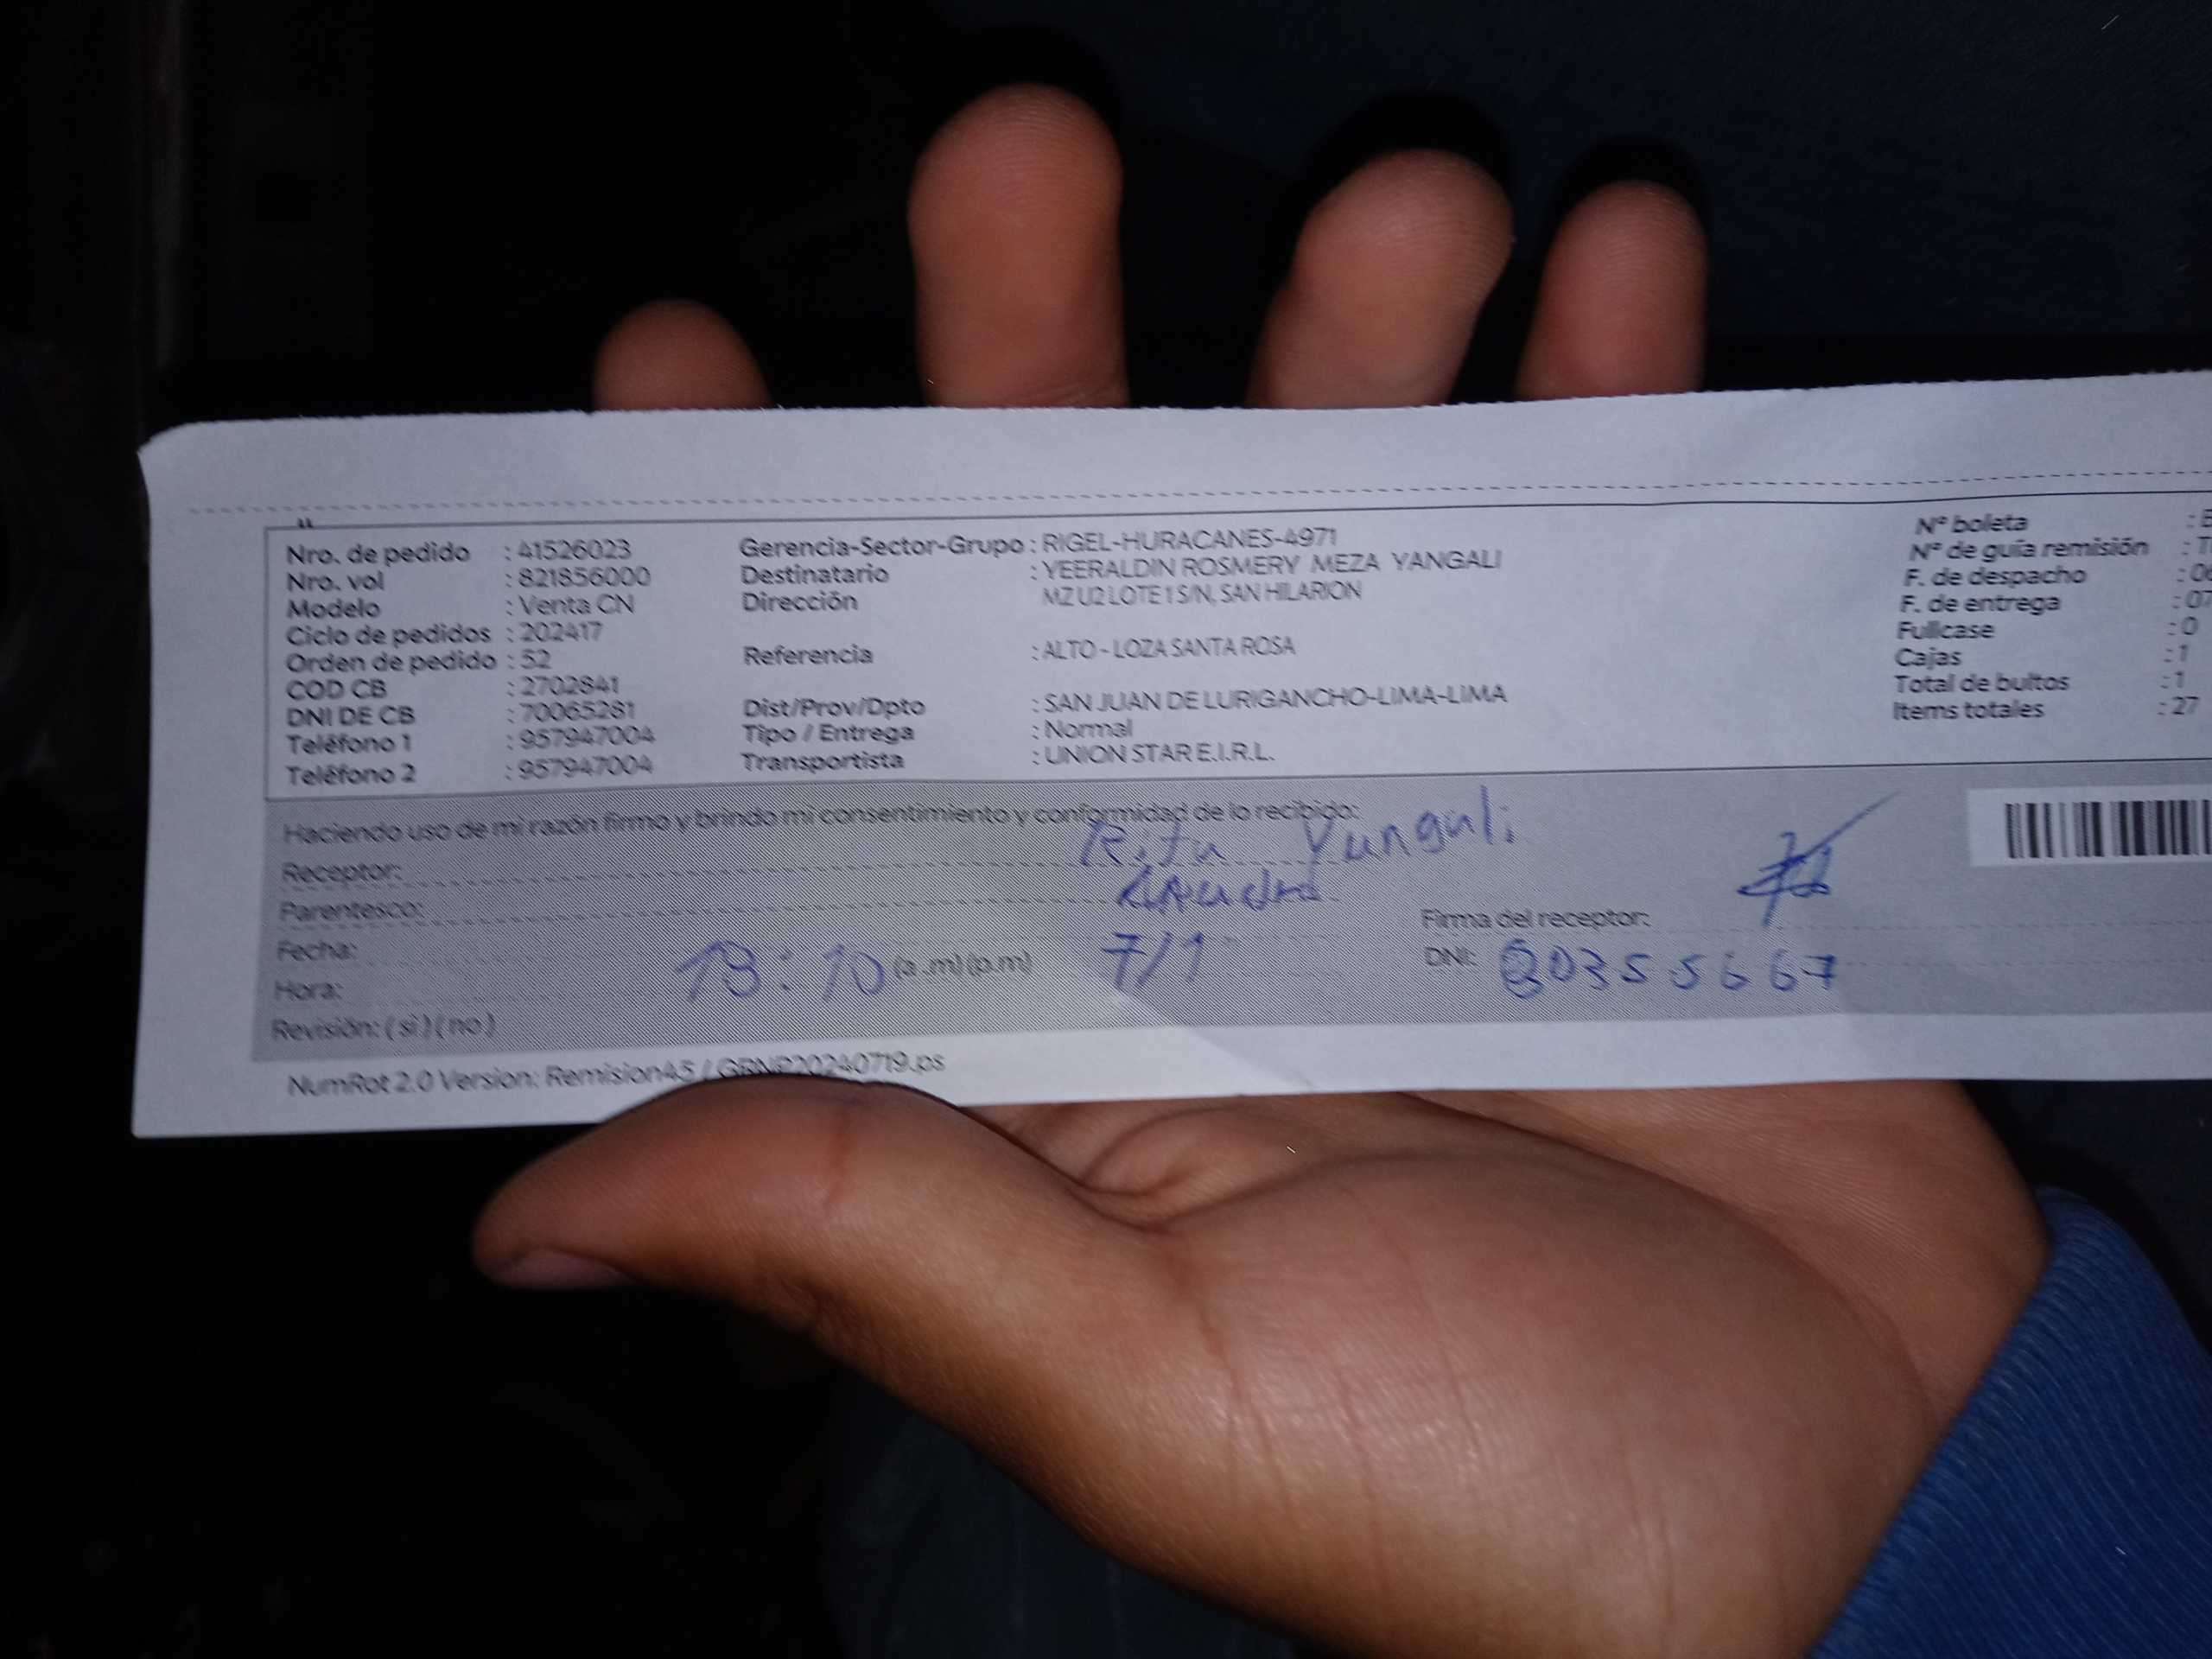 Nro. de pedido : 41526023 Gerencia-Sector-Grupo : RIGEL-HURACANES-4971 Nº boleta :
Nro. vol : 821856000 Destinatario : YEERALDIN ROSMERY MEZA YANGALI Nº de guía remisión :
Modelo : Venta CN Dirección MZ U2 LOTE 1 S/N, SAN HILARION F. de despacho :
Ciclo de pedidos : 202417 F. de entrega : 07
Orden de pedido : 52 Referencia : ALTO - LOZA SANTA ROSA Fullcase : 0
COD CB : 2702841 Cajas : 1
DNI DE CB : 70065281 Dist/Prov/Dpto : SAN JUAN DE LURIGANCHO-LIMA-LIMA Total de bultos : 1
Teléfono 1 : 957947004 Tipo / Entrega : Normal Items totales : 27
Teléfono 2 : 957947004 Transportista : UNION STAR E.I.R.L.
Haciendo uso de mi razón firmo y brindo mi consentimiento y conformidad de lo recibido:
Receptor: Rita Yangali
Parentesco:
Fecha: 7/1 Firma del receptor:
Hora: 19:10 (a .m) (p.m) DNI: 80355667
Revisión: ( si ) ( no )
NumRot 2.0 Version: Remision45 / GRNP20240719.ps